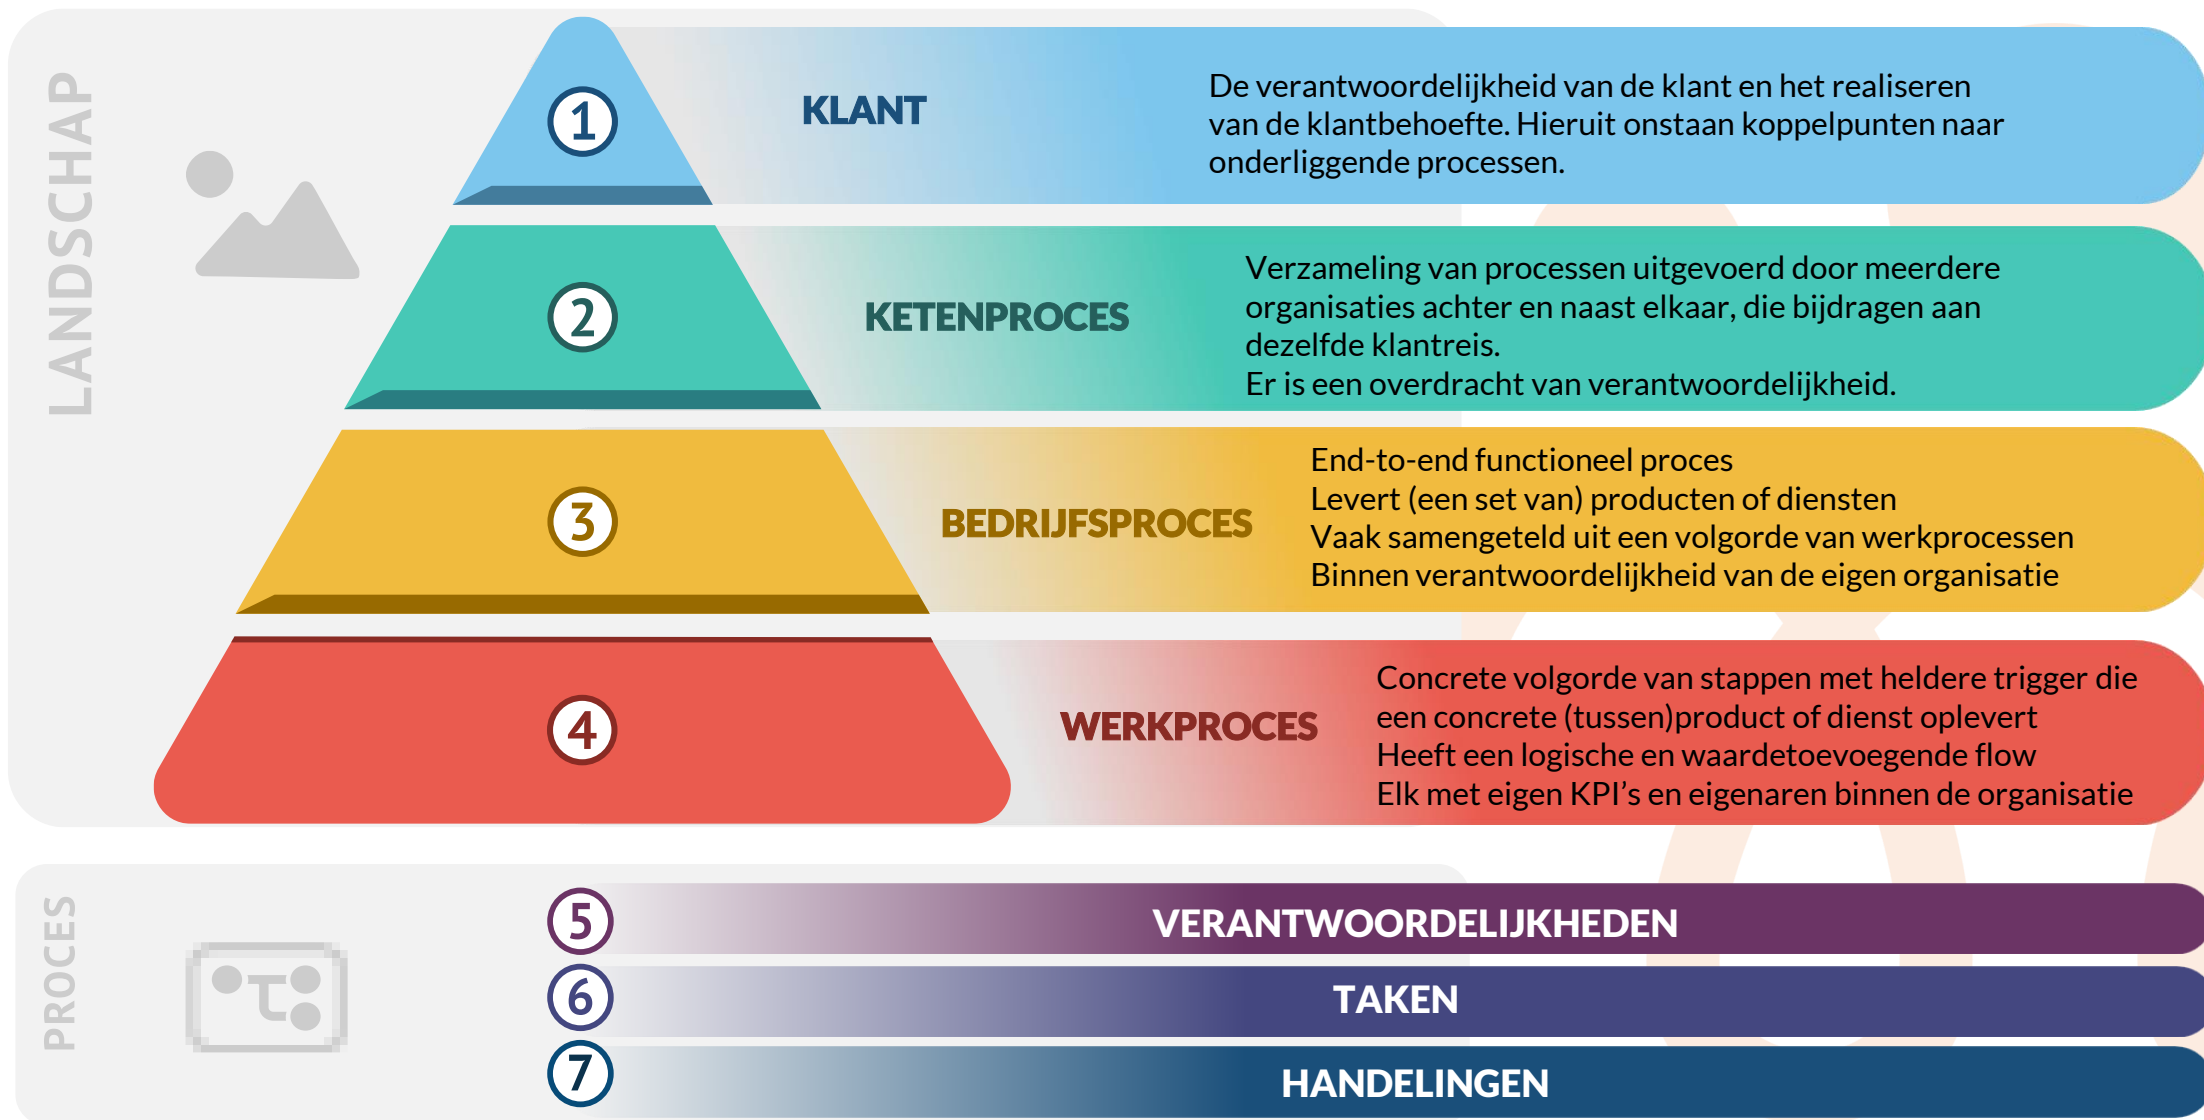 LANDSCHAP
1
KLANT
De verantwoordelijkheid van de klant en het realiseren
van de klantbehoefte. Hieruit onstaan koppelpunten naar
onderliggende processen.
2
KETENPROCES
Verzameling van processen uitgevoerd door meerdere
organisaties achter en naast elkaar, die bijdragen aan
dezelfde klantreis.
Er is een overdracht van verantwoordelijkheid.
3
BEDRIJFSPROCES
End-to-end functioneel proces
Levert (een set van) producten of diensten
Vaak samengeteld uit een volgorde van werkprocessen
Binnen verantwoordelijkheid van de eigen organisatie
4
WERKPROCES
Concrete volgorde van stappen met heldere trigger die
een concrete (tussen)product of dienst oplevert
Heeft een logische en waardetoevoegende flow
Elk met eigen KPI's en eigenaren binnen de organisatie
PROCES
5
VERANTWOORDELIJKHEDEN
6
TAKEN
7
HANDELINGEN